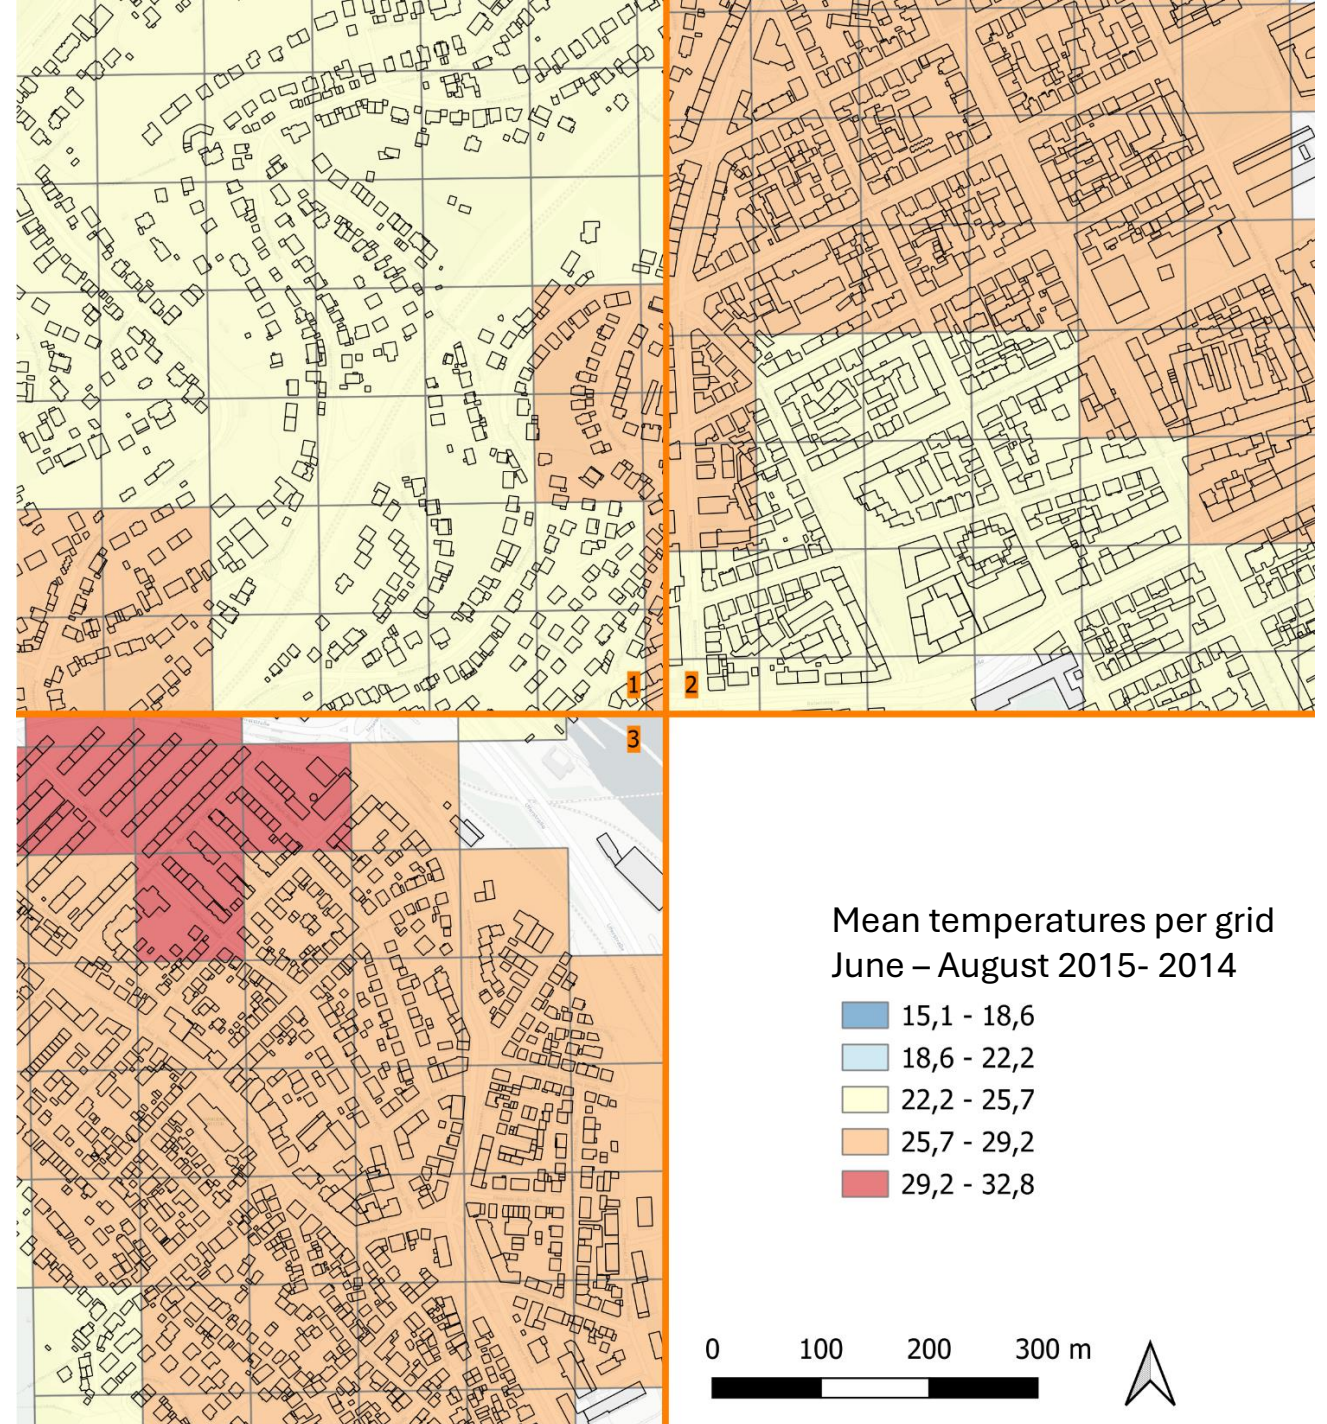 1
2
3
Mean temperatures per grid
June – August 2015- 2014
15,1 - 18,6
18,6 - 22,2
22,2 - 25,7
25,7 - 29,2
29,2 - 32,8
0 100 200 300 m